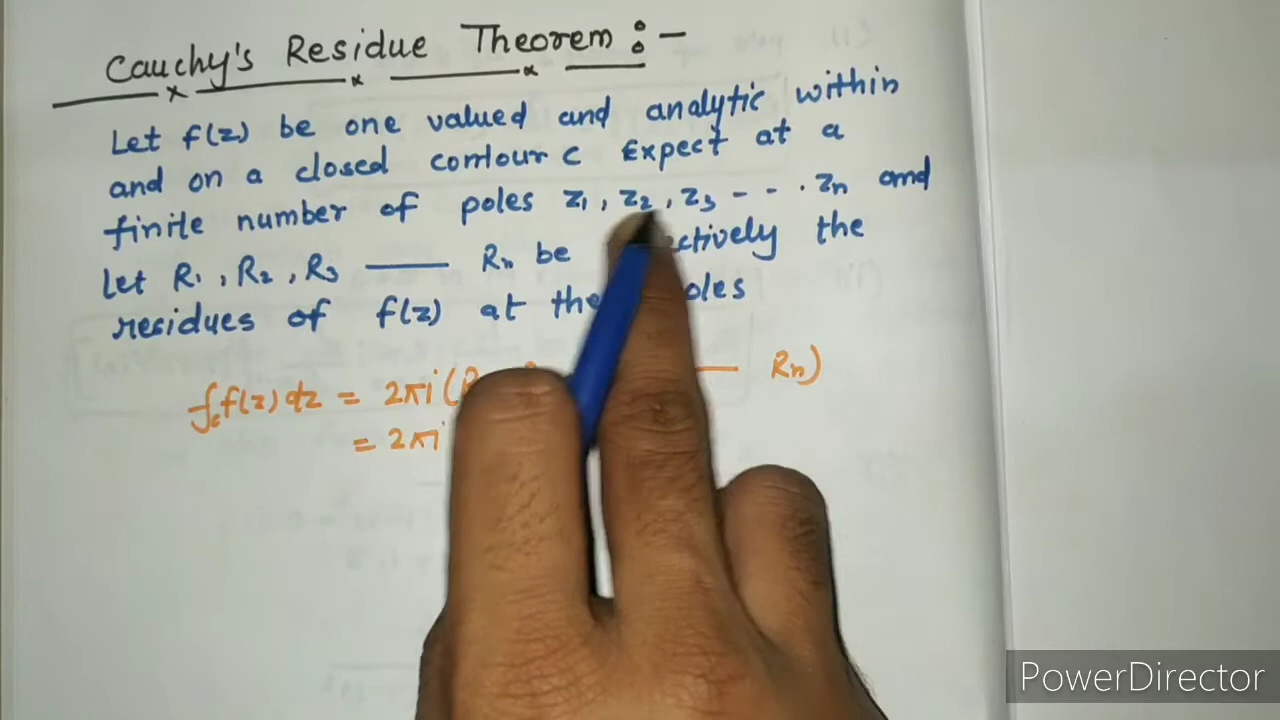 Cauchy's Residue Theorem :-
Let f(z) be one valued and analytic within
and on a closed contour C Expect at a
finite number of poles z1, z2, z3 - - . zn and
let R1, R2, R3 —— Rn be the
residues of f(z) at
∫c f(z) dz = 2πi ( —— Rn)
= 2πi
PowerDirector